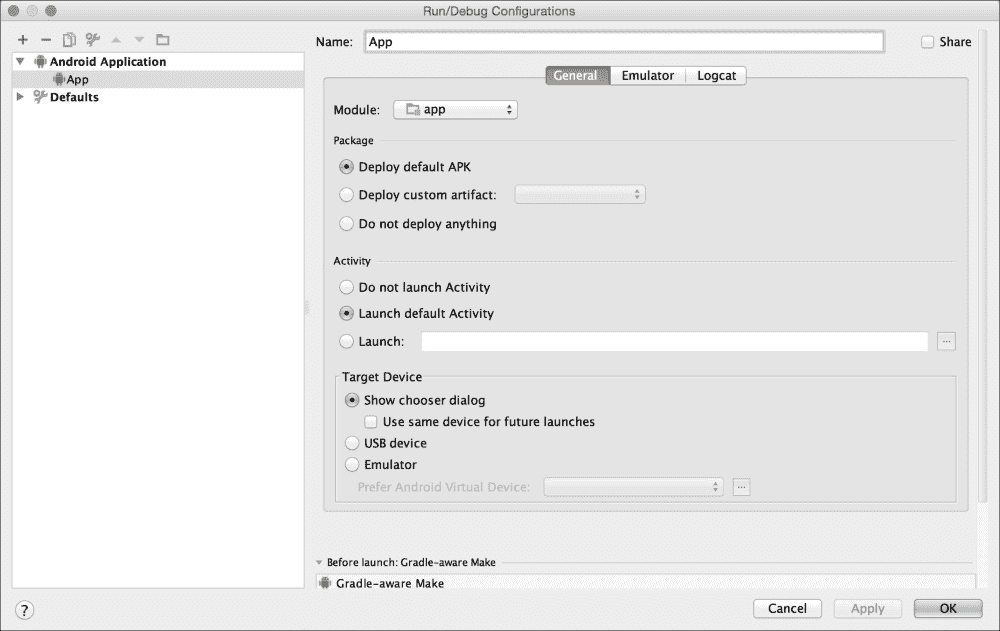 Run/Debug Configurations
Android Application
App
Defaults
Name: App
Share
General Emulator Logcat
Module: app
Package
Deploy default APK
Deploy custom artifact:
Do not deploy anything
Activity
Do not launch Activity
Launch default Activity
Launch: ...
Target Device
Show chooser dialog
Use same device for future launches
USB device
Emulator
Prefer Android Virtual Device: ...
Before launch: Gradle-aware Make
Gradle-aware Make
? Cancel Apply OK